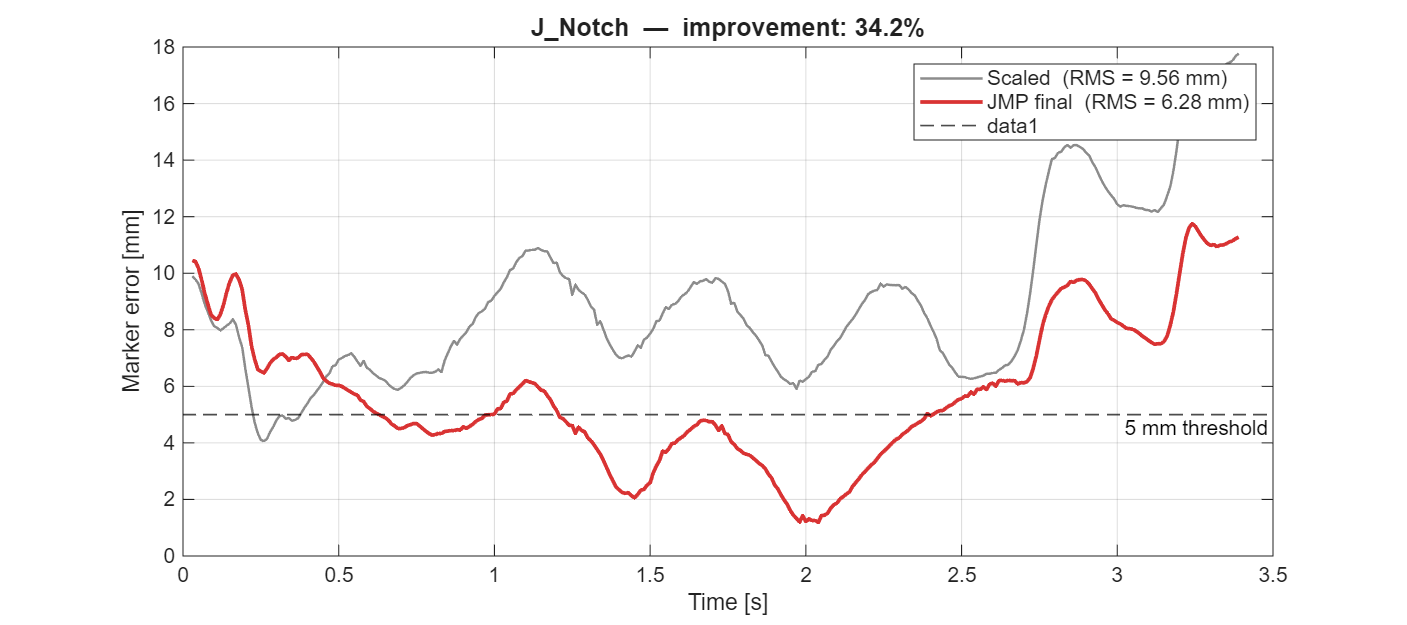 J_Notch — improvement: 34.2%
Marker error [mm]
18
16
14
12
10
8
6
4
2
0
Scaled (RMS = 9.56 mm)
JMP final (RMS = 6.28 mm)
data1
5 mm threshold
0 0.5 1 1.5 2 2.5 3 3.5
Time [s]